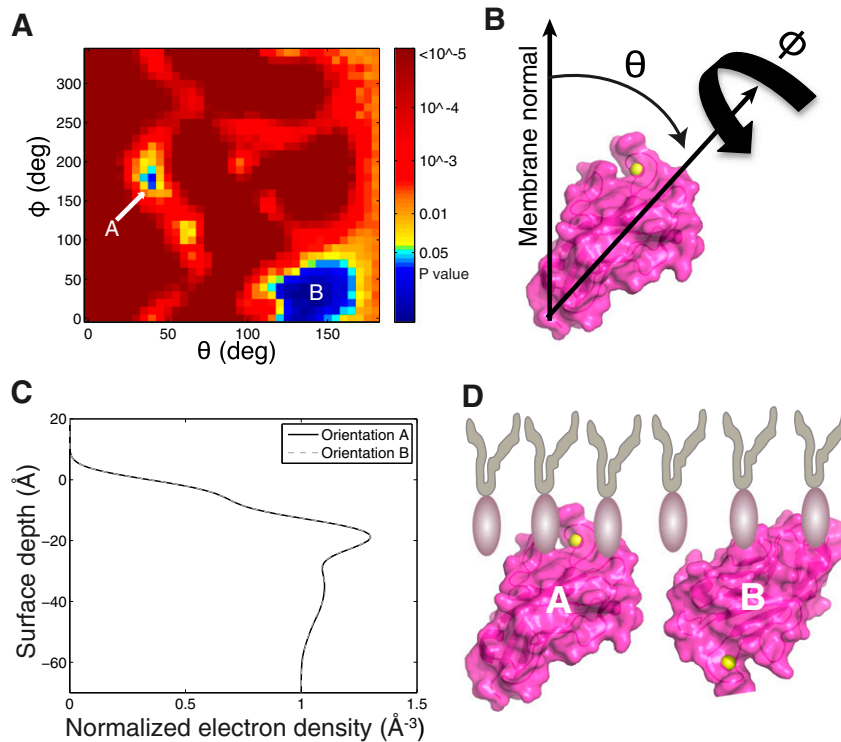 A
<10^-5
10^-4
10^-3
0.01
0.05
P value
350
300
250
200
150
100
50
0
ϕ (deg)
A
B
0
50
100
150
θ (deg)
B
Membrane normal
θ
ϕ
C
20
0
−20
−40
−60
Surface depth (Å)
Orientation A
Orientation B
0
0.5
1
1.5
Normalized electron density (Å-3)
D
A
B